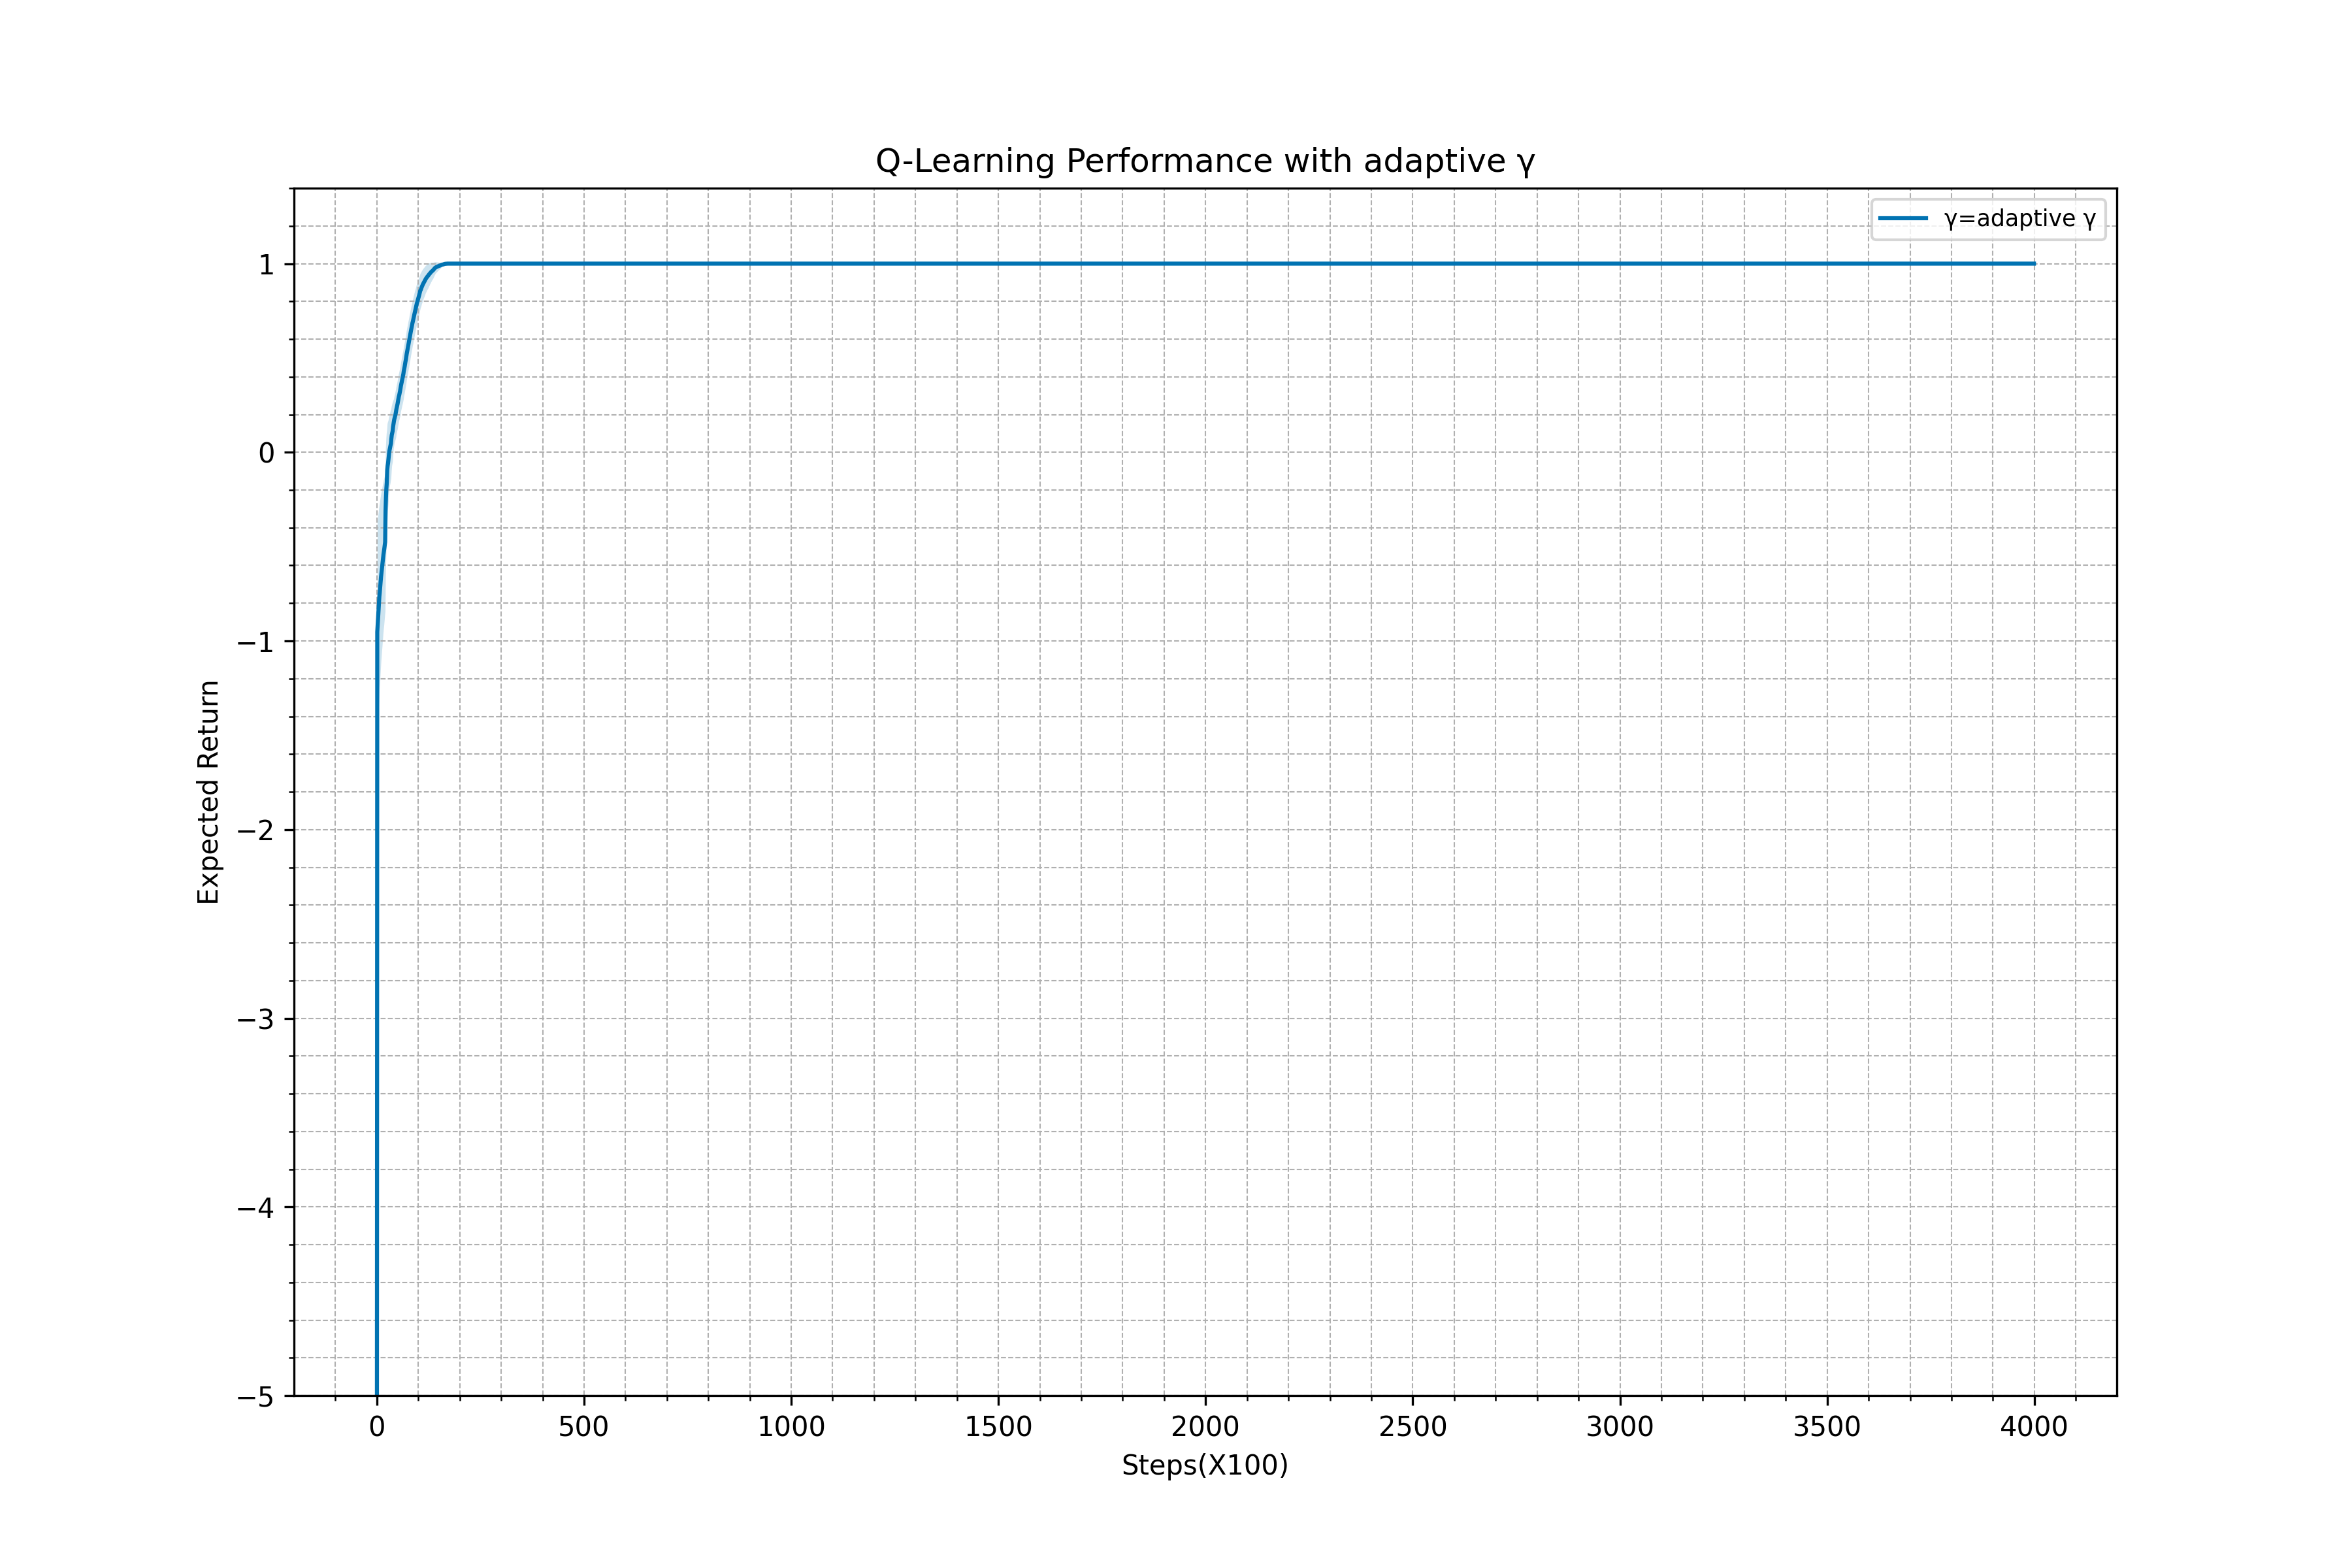 Q-Learning Performance with adaptive γ
γ=adaptive γ
1
0
−1
−2
−3
−4
−5
Expected Return
0 500 1000 1500 2000 2500 3000 3500 4000
Steps(X100)